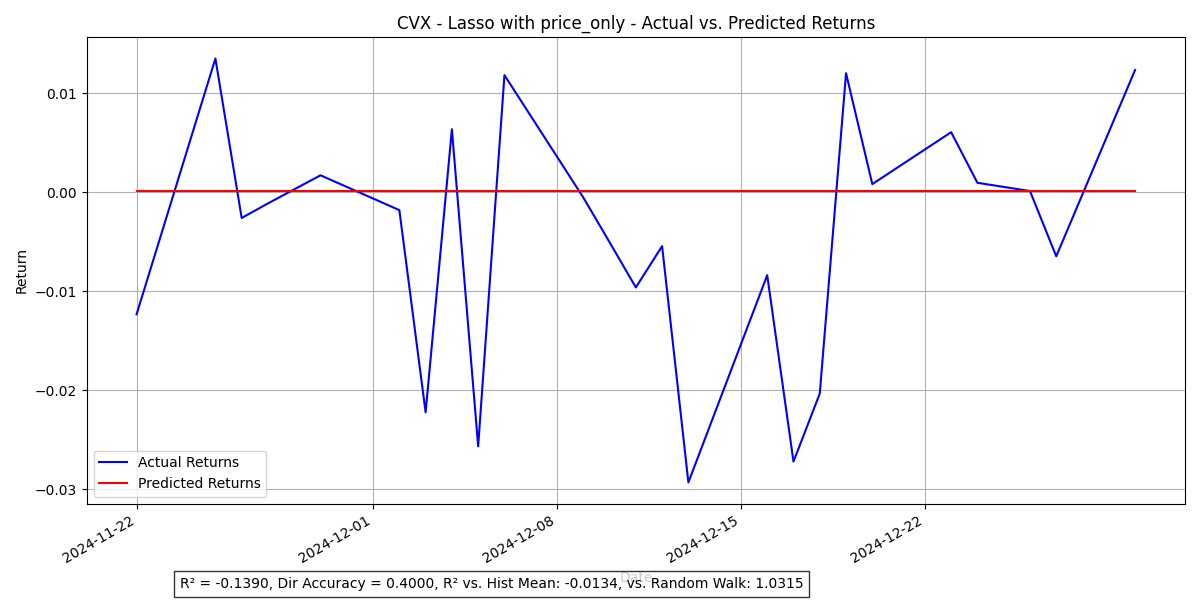 CVX - Lasso with price_only - Actual vs. Predicted Returns
Return
0.01
0.00
−0.01
−0.02
−0.03
Actual Returns
Predicted Returns
2024-11-22
2024-12-01
2024-12-08
2024-12-15
2024-12-22
Date
R² = -0.1390, Dir Accuracy = 0.4000, R² vs. Hist Mean: -0.0134, vs. Random Walk: 1.0315